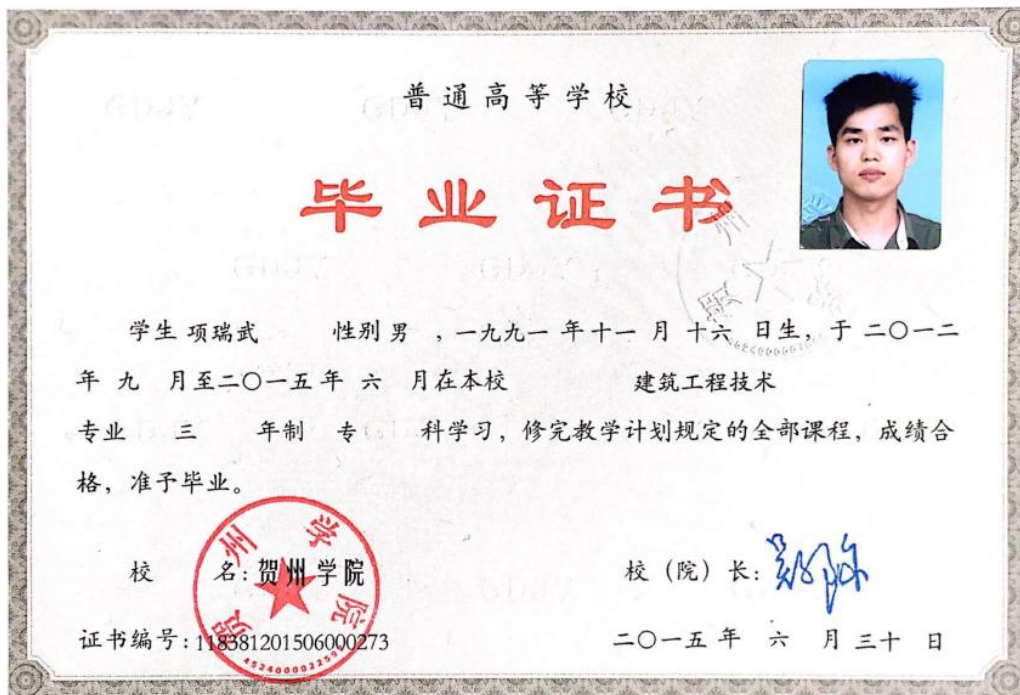 普通高等学校
毕业证书
学生 项瑞武 性别 男 ,一九九一 年 十一 月 十六 日生, 于 二〇一二
年 九 月至二〇一五年 六 月在本校 建筑工程技术
专业 三 年制 专 科学习, 修完教学计划规定的全部课程, 成绩合
格, 准予毕业。
校 名: 贺州学院
校（院）长:
证书编号: 118381201506000273
二〇一五 年 六 月 三十 日
贺州学院